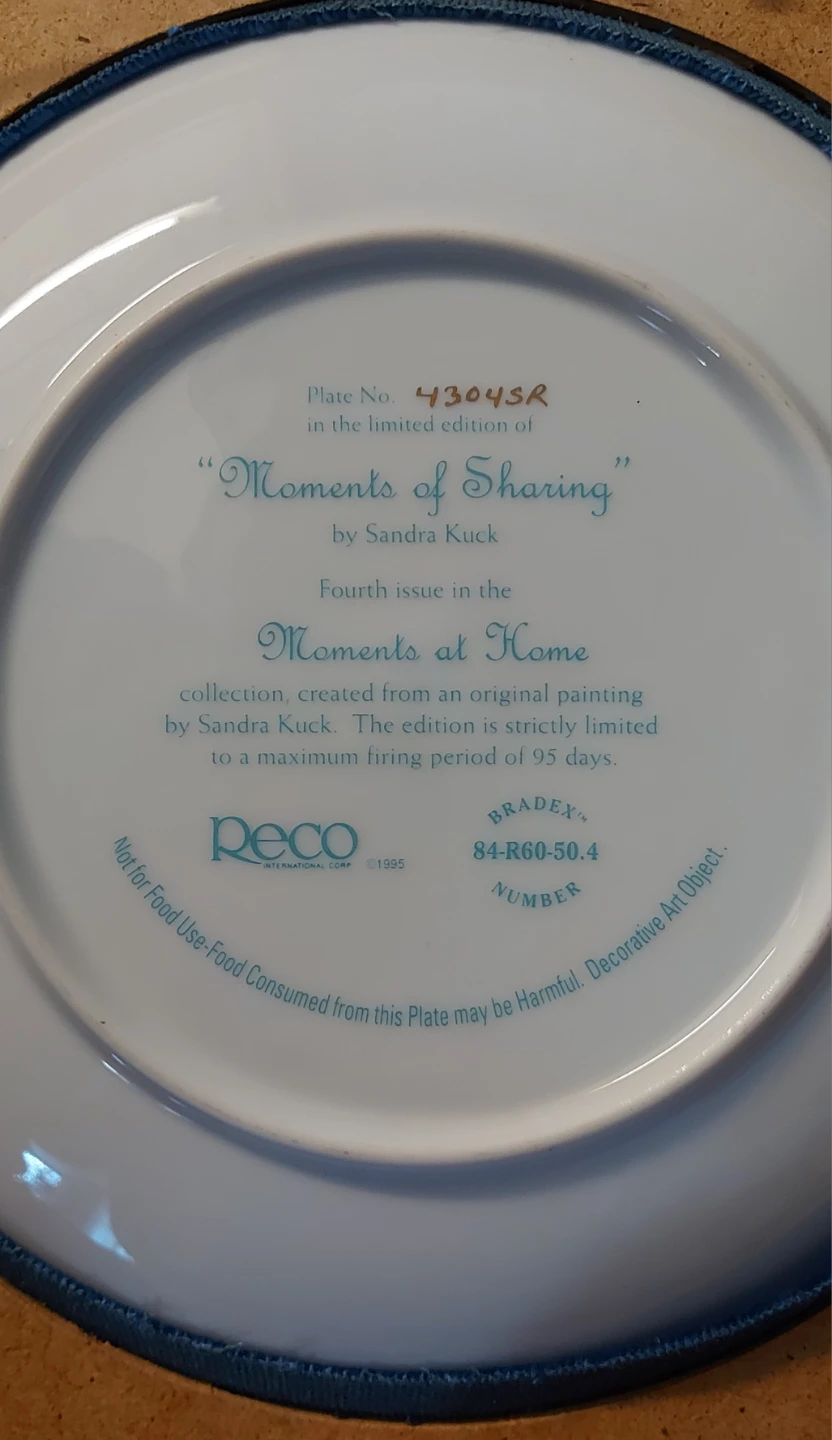 Plate No. 4304SR
in the limited edition of
“Moments of Sharing”
by Sandra Kuck
Fourth issue in the
Moments at Home
collection, created from an original painting
by Sandra Kuck. The edition is strictly limited
to a maximum firing period of 95 days.
Reco
INTERNATIONAL CORP ©1995
BRADEX™
84-R60-50.4
NUMBER
Not for Food Use-Food Consumed from this Plate may be Harmful. Decorative Art Object.